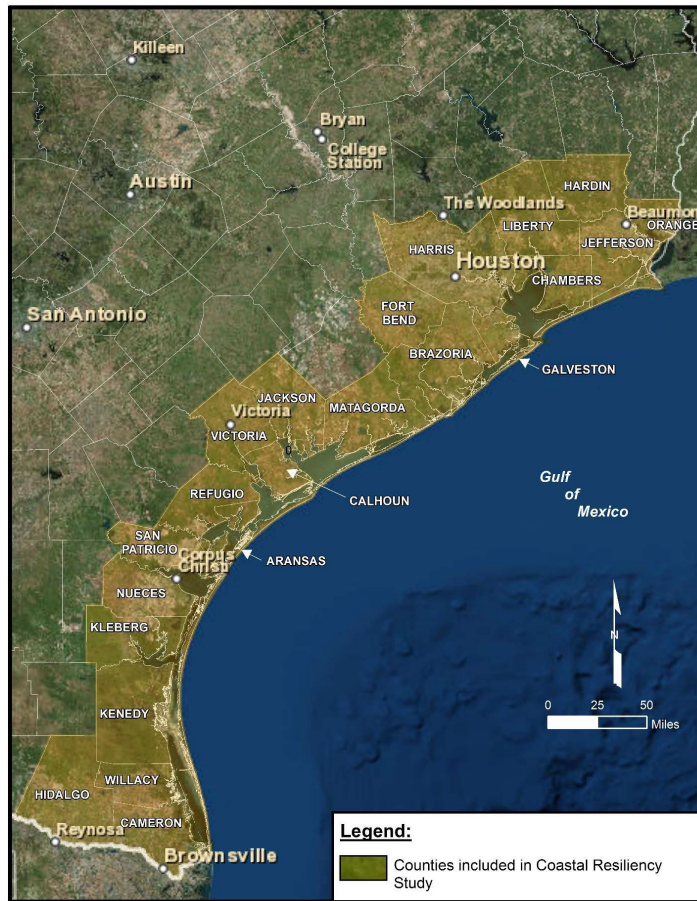 Killeen
Bryan
College
Station
Austin
HARDIN
The Woodlands
Beaumon
LIBERTY
ORANGE
HARRIS
JEFFERSON
Houston
CHAMBERS
San Antonio
FORT
BEND
BRAZORIA
GALVESTON
JACKSON
MATAGORDA
Victoria
VICTORIA
0
REFUGIO
CALHOUN
Gulf
of
Mexico
SAN
PATRICIO
Corpus
Christi
ARANSAS
NUECES
KLEBERG
N
KENEDY
0 25 50
Miles
WILLACY
HIDALGO
CAMERON
Reynosa
Brownsville
Legend:
Counties included in Coastal Resiliency
Study